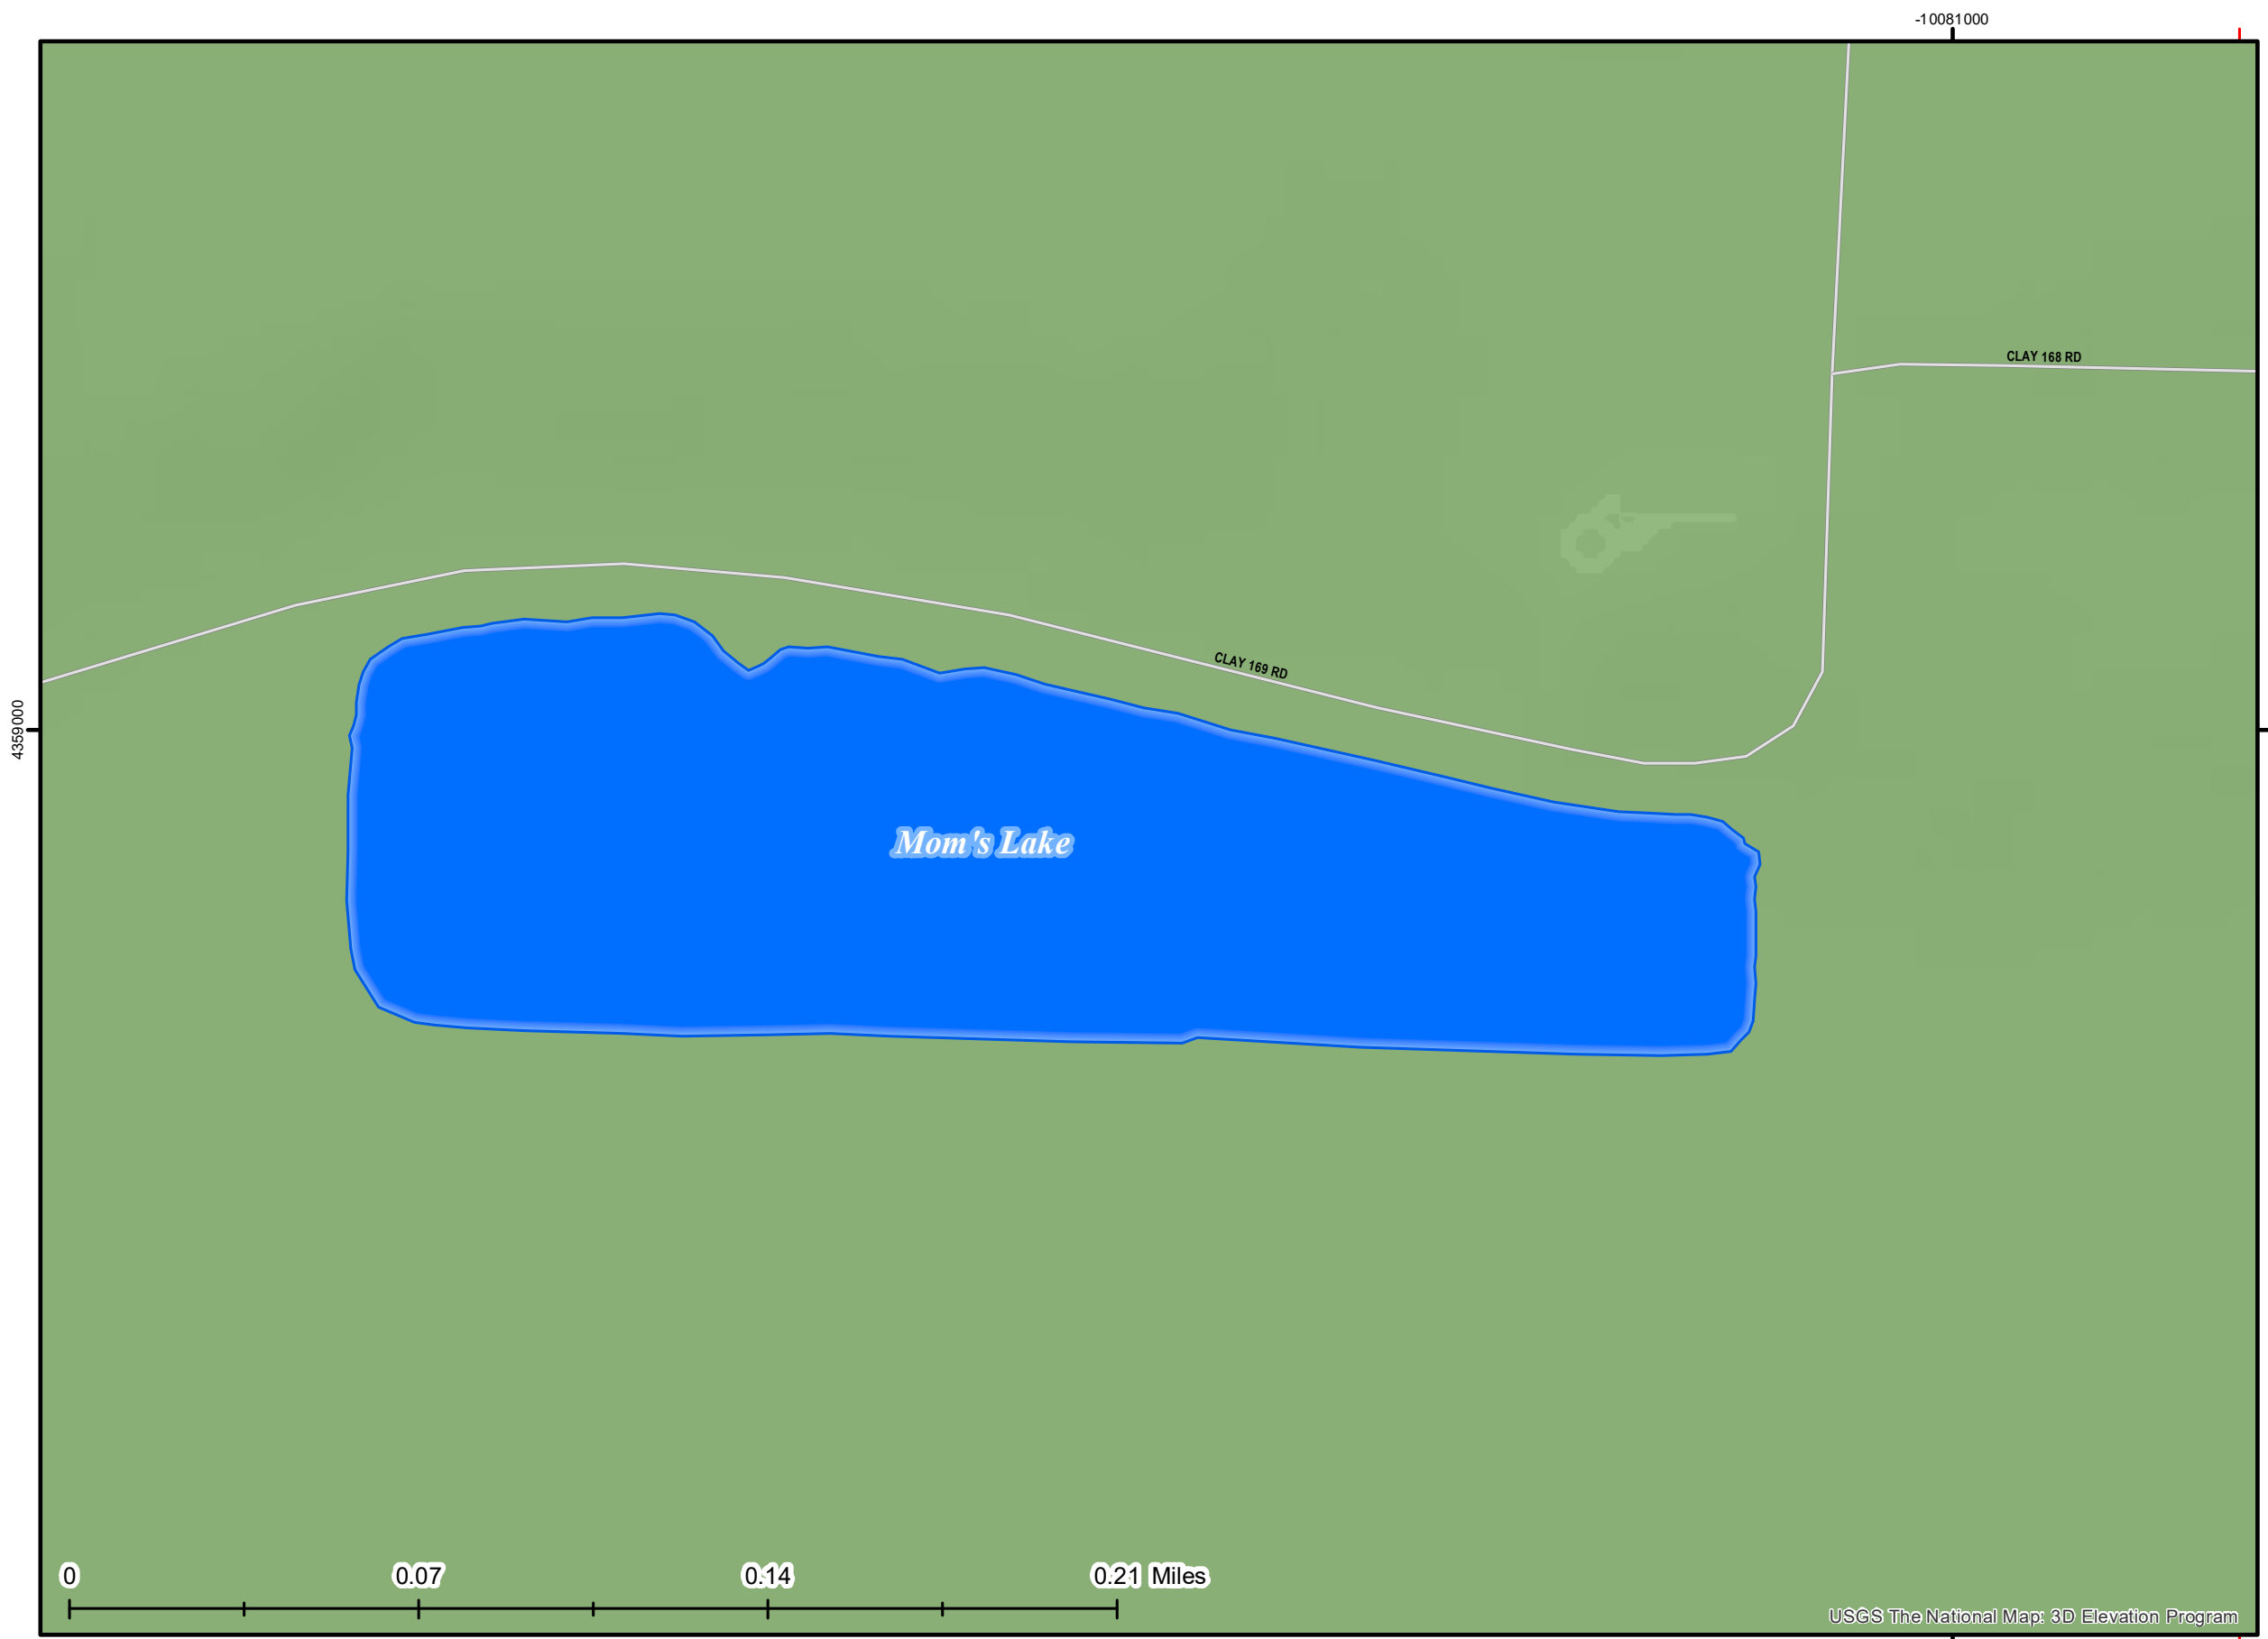 -10081000
CLAY 168 RD
CLAY 169 RD
4359000
Mom's Lake
0 0.07 0.14 0.21 Miles
USGS The National Map: 3D Elevation Program